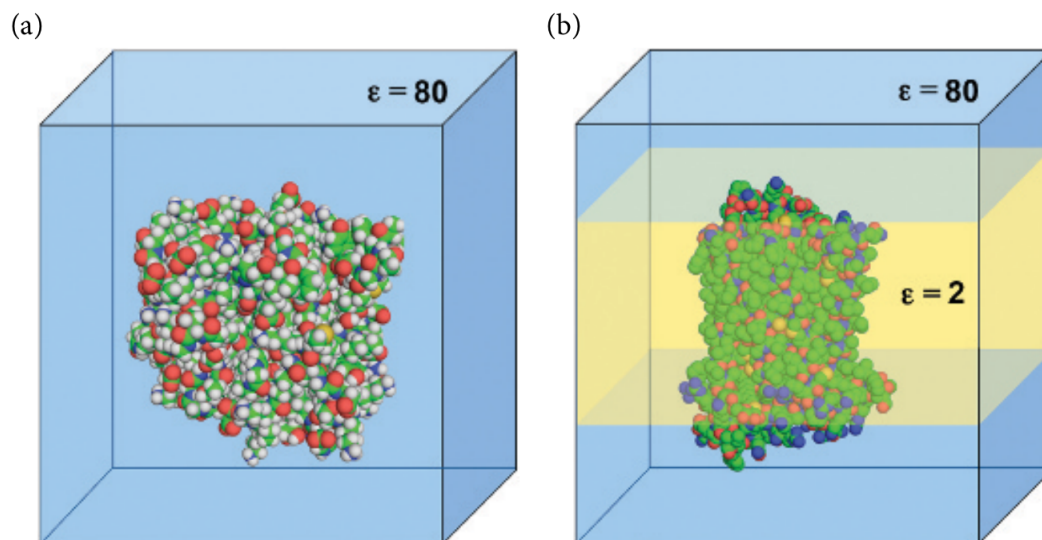 (a)
(b)
ε = 80
ε = 80
ε = 2